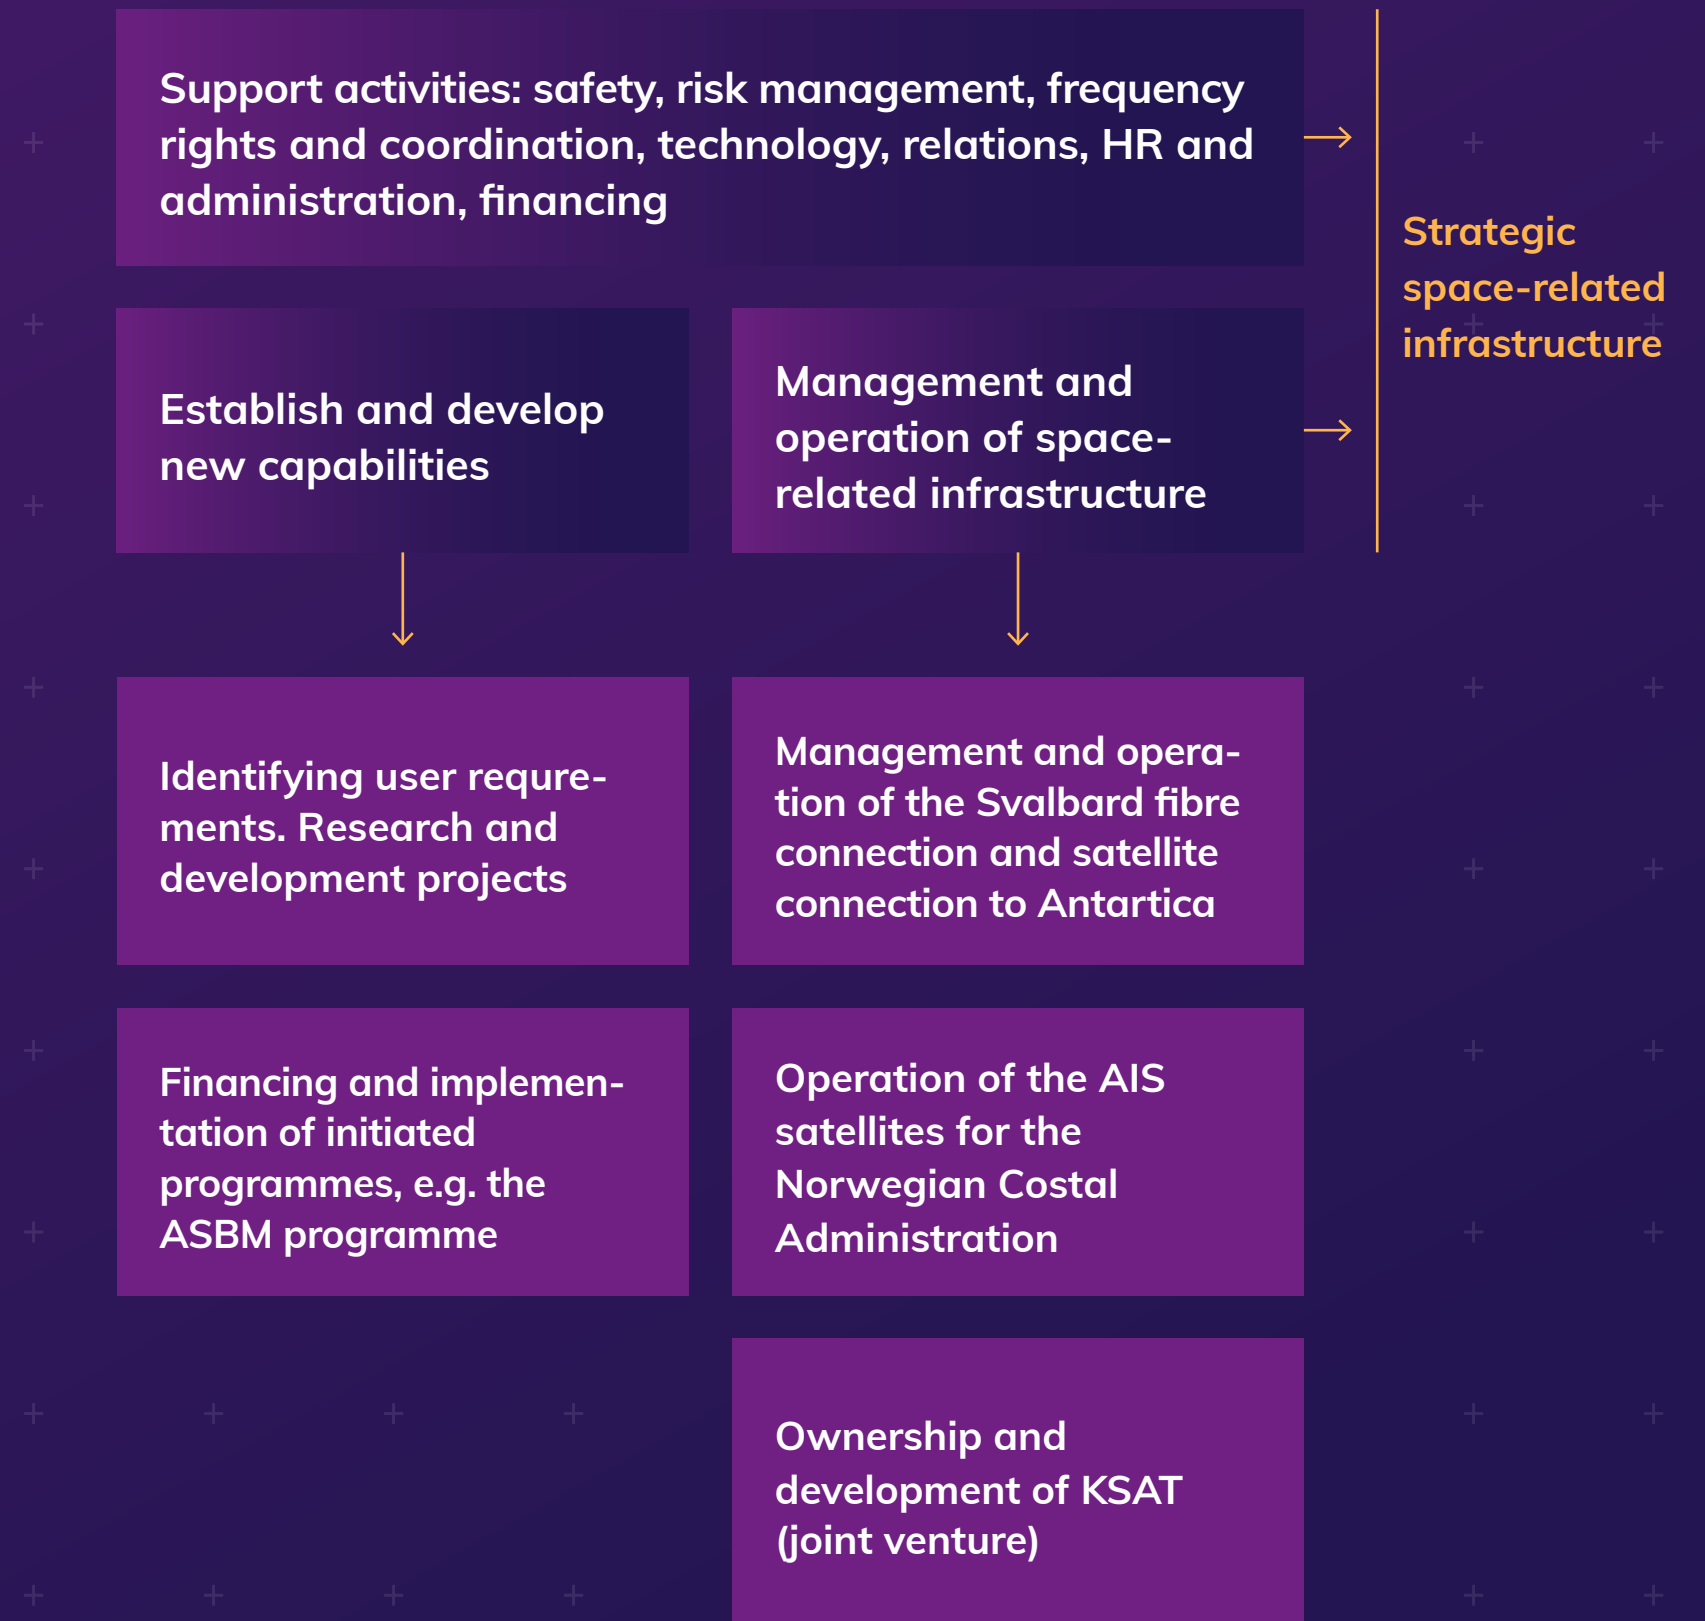 Support activities: safety, risk management, frequency
rights and coordination, technology, relations, HR and
administration, financing
Strategic
space-related
infrastructure
Establish and develop
new capabilities
Management and
operation of space-
related infrastructure
Identifying user requre-
ments. Research and
development projects
Management and opera-
tion of the Svalbard fibre
connection and satellite
connection to Antartica
Financing and implemen-
tation of initiated
programmes, e.g. the
ASBM programme
Operation of the AIS
satellites for the
Norwegian Costal
Administration
Ownership and
development of KSAT
(joint venture)